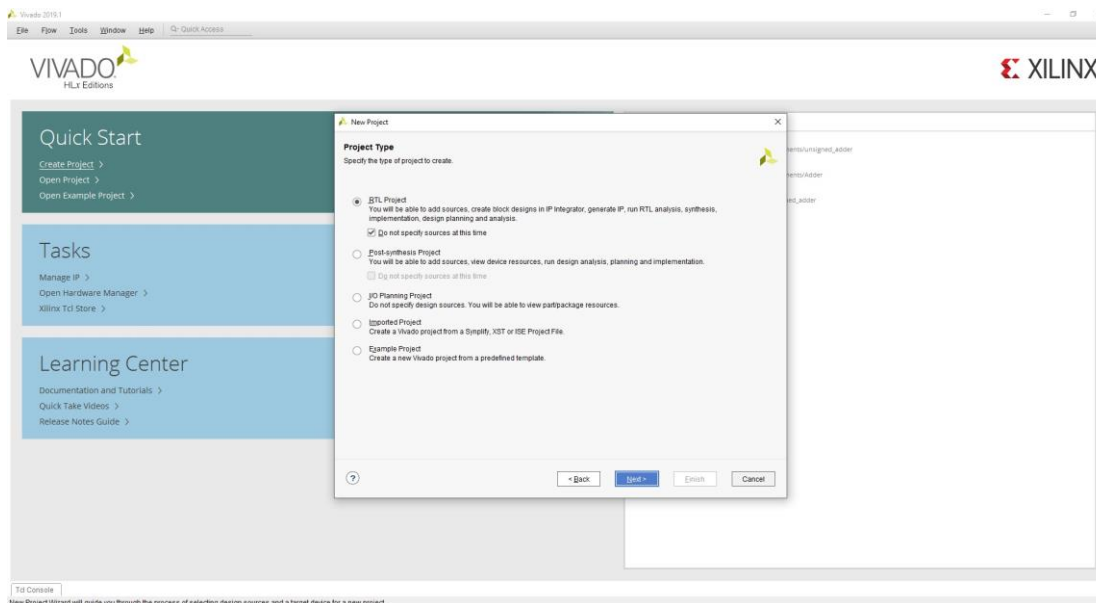 Vivado 2019.1
File Flow Tools Window Help Quick Access
VIVADO
HLx Editions
XILINX
Quick Start
Create Project >
Open Project >
Open Example Project >
Tasks
Manage IP >
Open Hardware Manager >
Xilinx Tcl Store >
Learning Center
Documentation and Tutorials >
Quick Take Videos >
Release Notes Guide >
New Project
Project Type
Specify the type of project to create.
RTL Project
You will be able to add sources, create block designs in IP Integrator, generate IP, run RTL analysis, synthesis,
implementation, design planning and analysis.
Do not specify sources at this time
Post-synthesis Project
You will be able to add sources, view device resources, run design analysis, planning and implementation.
Do not specify sources at this time
I/O Planning Project
Do not specify design sources. You will be able to view part/package resources.
Imported Project
Create a Vivado project from a Synplify, XST or ISE Project File.
Example Project
Create a new Vivado project from a predefined template.
? < Back Next > Finish Cancel
ments/unsigned_adder
ments/Adder
ned_adder
Tcl Console
New Project Wizard will guide you through the process of selecting design sources and a target device for a new project